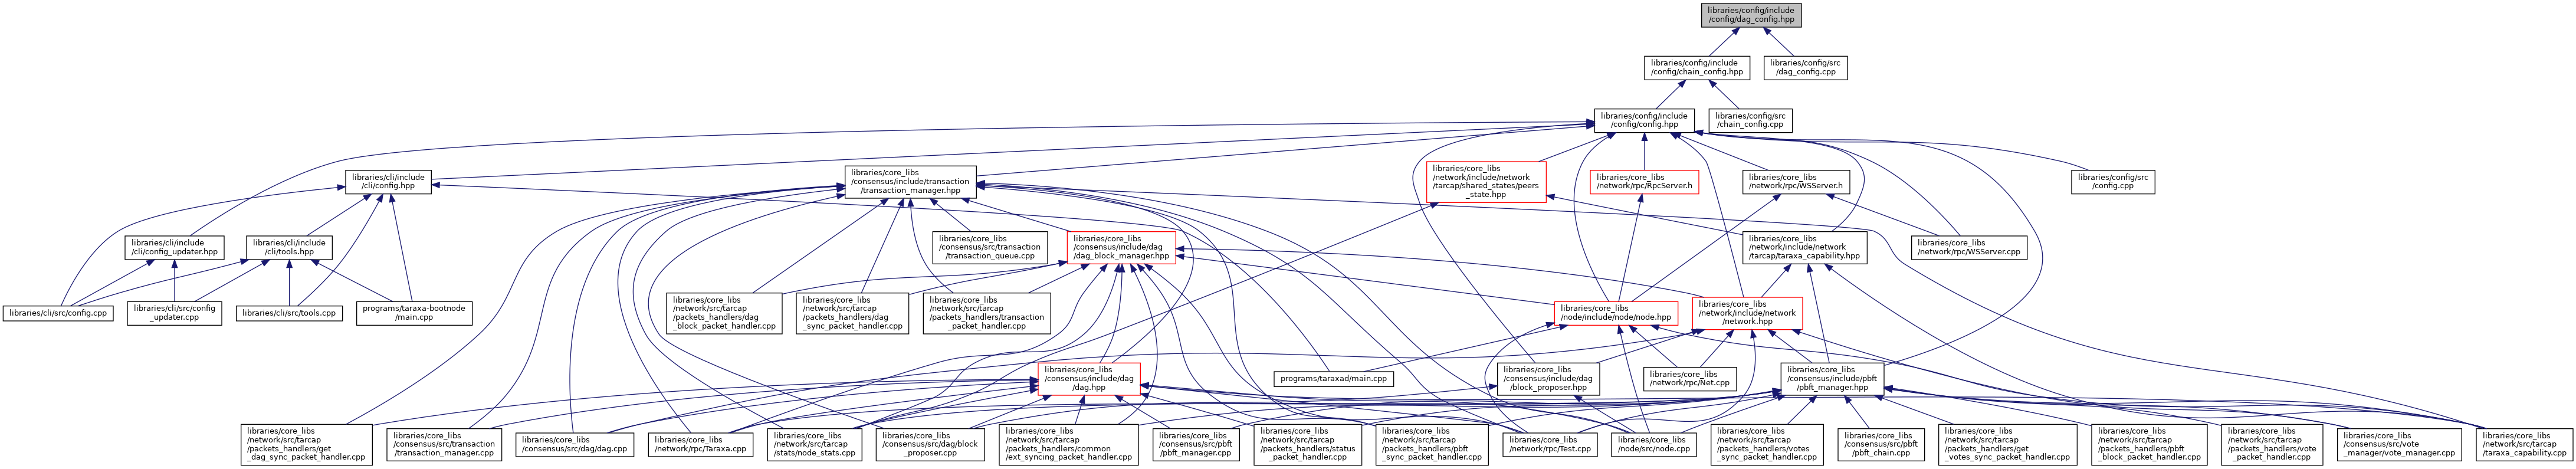 libraries/config/include
/config/dag_config.hpp
libraries/config/include
/config/chain_config.hpp
libraries/config/src
/dag_config.cpp
libraries/config/include
/config/config.hpp
libraries/config/src
/chain_config.cpp
libraries/cli/include
/cli/config.hpp
libraries/core_libs
/consensus/include/transaction
/transaction_manager.hpp
libraries/core_libs
/network/include/network
/tarcap/shared_states/peers
_state.hpp
libraries/core_libs
/network/rpc/RpcServer.h
libraries/core_libs
/network/rpc/WSServer.h
libraries/config/src
/config.cpp
libraries/cli/include
/cli/config_updater.hpp
libraries/cli/include
/cli/tools.hpp
libraries/core_libs
/consensus/src/transaction
/transaction_queue.cpp
libraries/core_libs
/consensus/include/dag
/dag_block_manager.hpp
libraries/core_libs
/network/include/network
/tarcap/taraxa_capability.hpp
libraries/core_libs
/network/rpc/WSServer.cpp
libraries/cli/src/config.cpp
libraries/cli/src/config
_updater.cpp
libraries/cli/src/tools.cpp
programs/taraxa-bootnode
/main.cpp
libraries/core_libs
/network/src/tarcap
/packets_handlers/dag
_block_packet_handler.cpp
libraries/core_libs
/network/src/tarcap
/packets_handlers/dag
_sync_packet_handler.cpp
libraries/core_libs
/network/src/tarcap
/packets_handlers/transaction
_packet_handler.cpp
libraries/core_libs
/node/include/node/node.hpp
libraries/core_libs
/network/include/network
/network.hpp
libraries/core_libs
/consensus/include/dag
/dag.hpp
programs/taraxad/main.cpp
libraries/core_libs
/consensus/include/dag
/block_proposer.hpp
libraries/core_libs
/network/rpc/Net.cpp
libraries/core_libs
/consensus/include/pbft
/pbft_manager.hpp
libraries/core_libs
/network/src/tarcap
/packets_handlers/get
_dag_sync_packet_handler.cpp
libraries/core_libs
/consensus/src/transaction
/transaction_manager.cpp
libraries/core_libs
/consensus/src/dag/dag.cpp
libraries/core_libs
/network/rpc/Taraxa.cpp
libraries/core_libs
/network/src/tarcap
/stats/node_stats.cpp
libraries/core_libs
/consensus/src/dag/block
_proposer.cpp
libraries/core_libs
/network/src/tarcap
/packets_handlers/common
/ext_syncing_packet_handler.cpp
libraries/core_libs
/consensus/src/pbft
/pbft_manager.cpp
libraries/core_libs
/network/src/tarcap
/packets_handlers/status
_packet_handler.cpp
libraries/core_libs
/network/src/tarcap
/packets_handlers/pbft
_sync_packet_handler.cpp
libraries/core_libs
/network/rpc/Test.cpp
libraries/core_libs
/node/src/node.cpp
libraries/core_libs
/network/src/tarcap
/packets_handlers/votes
_sync_packet_handler.cpp
libraries/core_libs
/consensus/src/pbft
/pbft_chain.cpp
libraries/core_libs
/network/src/tarcap
/packets_handlers/get
_votes_sync_packet_handler.cpp
libraries/core_libs
/network/src/tarcap
/packets_handlers/pbft
_block_packet_handler.cpp
libraries/core_libs
/network/src/tarcap
/packets_handlers/vote
_packet_handler.cpp
libraries/core_libs
/consensus/src/vote
_manager/vote_manager.cpp
libraries/core_libs
/network/src/tarcap
/taraxa_capability.cpp